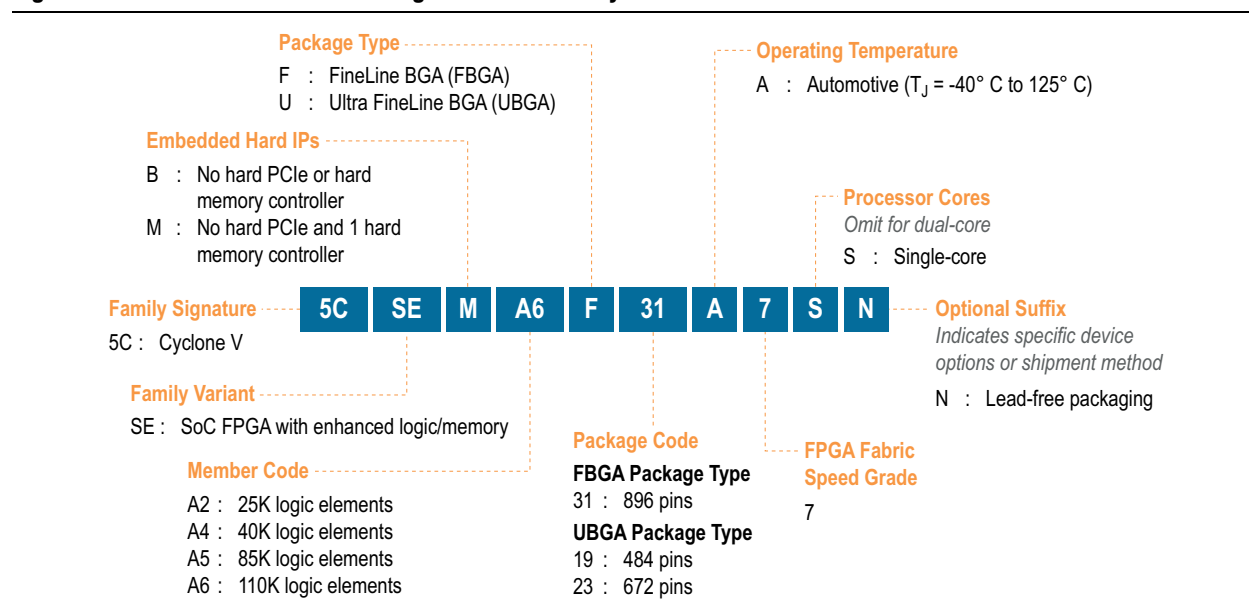 Package Type
F : FineLine BGA (FBGA)
U : Ultra FineLine BGA (UBGA)
Operating Temperature
A : Automotive (TJ = -40° C to 125° C)
Embedded Hard IPs
B : No hard PCIe or hard
memory controller
M : No hard PCIe and 1 hard
memory controller
Processor Cores
Omit for dual-core
S : Single-core
Family Signature
5C : Cyclone V
5C SE M A6 F 31 A 7 S N
Optional Suffix
Indicates specific device
options or shipment method
N : Lead-free packaging
Family Variant
SE : SoC FPGA with enhanced logic/memory
Member Code
A2 : 25K logic elements
A4 : 40K logic elements
A5 : 85K logic elements
A6 : 110K logic elements
Package Code
FBGA Package Type
31 : 896 pins
UBGA Package Type
19 : 484 pins
23 : 672 pins
FPGA Fabric
Speed Grade
7